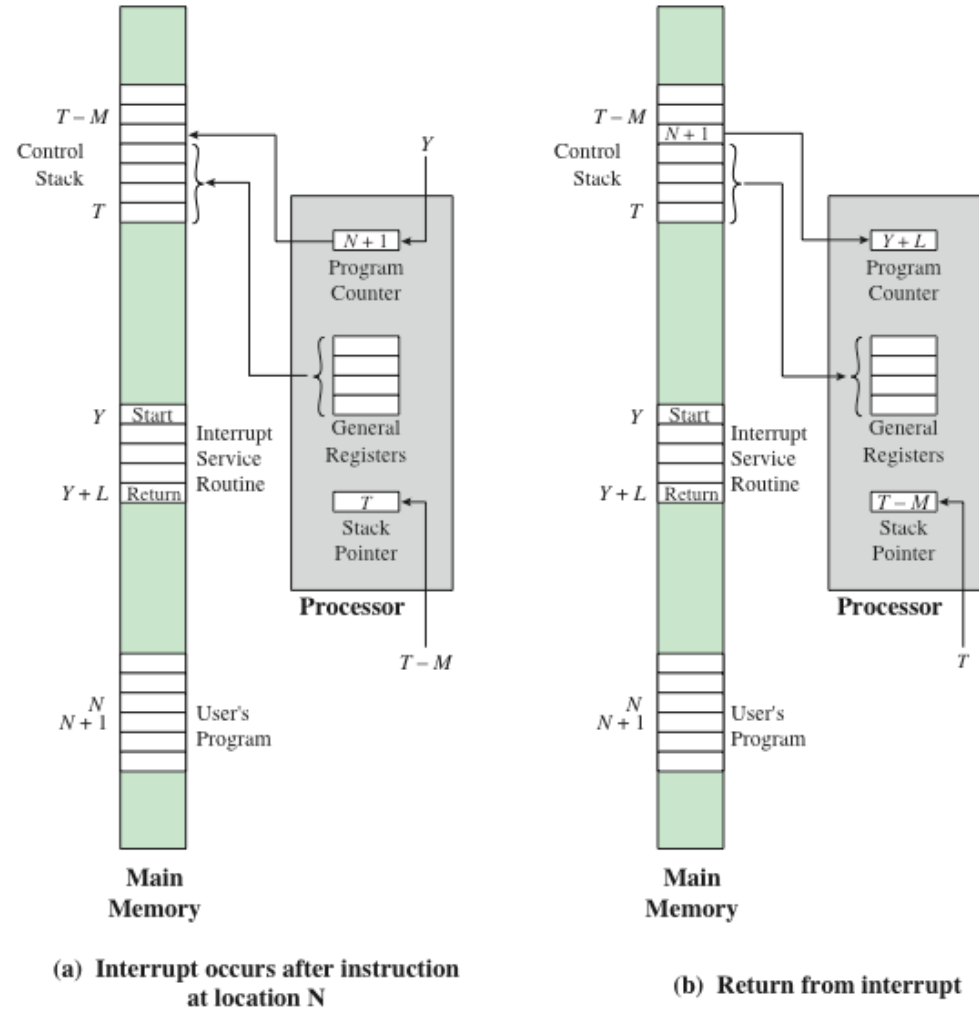 T – M
Control
Stack
T
Y
N + 1
Program
Counter
General
Registers
Y
Start
Interrupt
Service
Routine
Y + L
Return
T
Stack
Pointer
Processor
T – M
N
N + 1
User's
Program
Main
Memory
(a) Interrupt occurs after instruction
at location N
T – M
N + 1
Control
Stack
T
Y + L
Program
Counter
General
Registers
Y
Start
Interrupt
Service
Routine
Y + L
Return
T – M
Stack
Pointer
Processor
T
N
N + 1
User's
Program
Main
Memory
(b) Return from interrupt